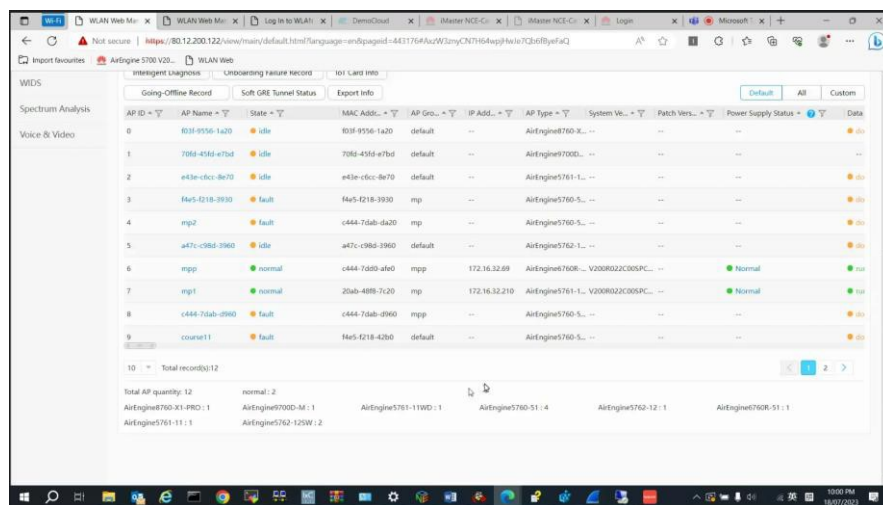 Wi-Fi WLAN Web Ma WLAN Web Mar Log In to WLAN DemoCloud iMaster NCE-Ca iMaster NCE-Ca Login Microsoft
Not secure | https://80.12.200.122/view/main/default.html?language=en&pageid=
Import favourites AirEngine 5700 V20... WLAN Web
WIDS
Spectrum Analysis
Voice & Video
Intelligent Diagnosis Onboarding Failure Record IoT Card Info
Going-Offline Record Soft GRE Tunnel Status Export Info Default All Custom
AP ID AP Name State MAC Addr... AP Gro... IP Add... AP Type System Ve... Patch Vers... Power Supply Status Data
0 f03f-9556-1a20 idle f03f-9556-1a20 default -- AirEngine8760-X... -- -- --
1 70fd-45fd-e7bd idle 70fd-45fd-e7bd default -- AirEngine9700D... -- -- -- --
2 e43e-c6cc-8e70 idle e43e-c6cc-8e70 default -- AirEngine5761-1... -- -- --
3 f4e5-f218-3930 fault f4e5-f218-3930 mp -- AirEngine5760-5... -- -- --
4 mp2 fault c444-7dab-da20 mp -- AirEngine5760-5... -- -- --
5 a47c-c98d-3960 idle a47c-c98d-3960 default -- AirEngine5762-1... -- -- --
6 mpp normal c444-7dd0-afe0 mpp 172.16.32.69 AirEngine6760R-... V200R022C00SPC... -- Normal
7 mp1 normal 20ab-48f8-7c20 mp 172.16.32.210 AirEngine5761-1... V200R022C00SPC... -- Normal
8 c444-7dab-d960 fault c444-7dab-d960 mpp -- AirEngine5760-5... -- -- --
9 course11 fault f4e5-f218-42b0 default -- AirEngine5760-5... -- -- --
10 Total record(s):12 < 1 2 >
Total AP quantity: 12 normal : 2
AirEngine8760-X1-PRO : 1 AirEngine9700D-M : 1 AirEngine5761-11WD : 1 AirEngine5760-51 : 4 AirEngine5762-12 : 1 AirEngine6760R-51 : 1
AirEngine5761-11 : 1 AirEngine5762-12SW : 2
英
10:00 PM
18/07/2023